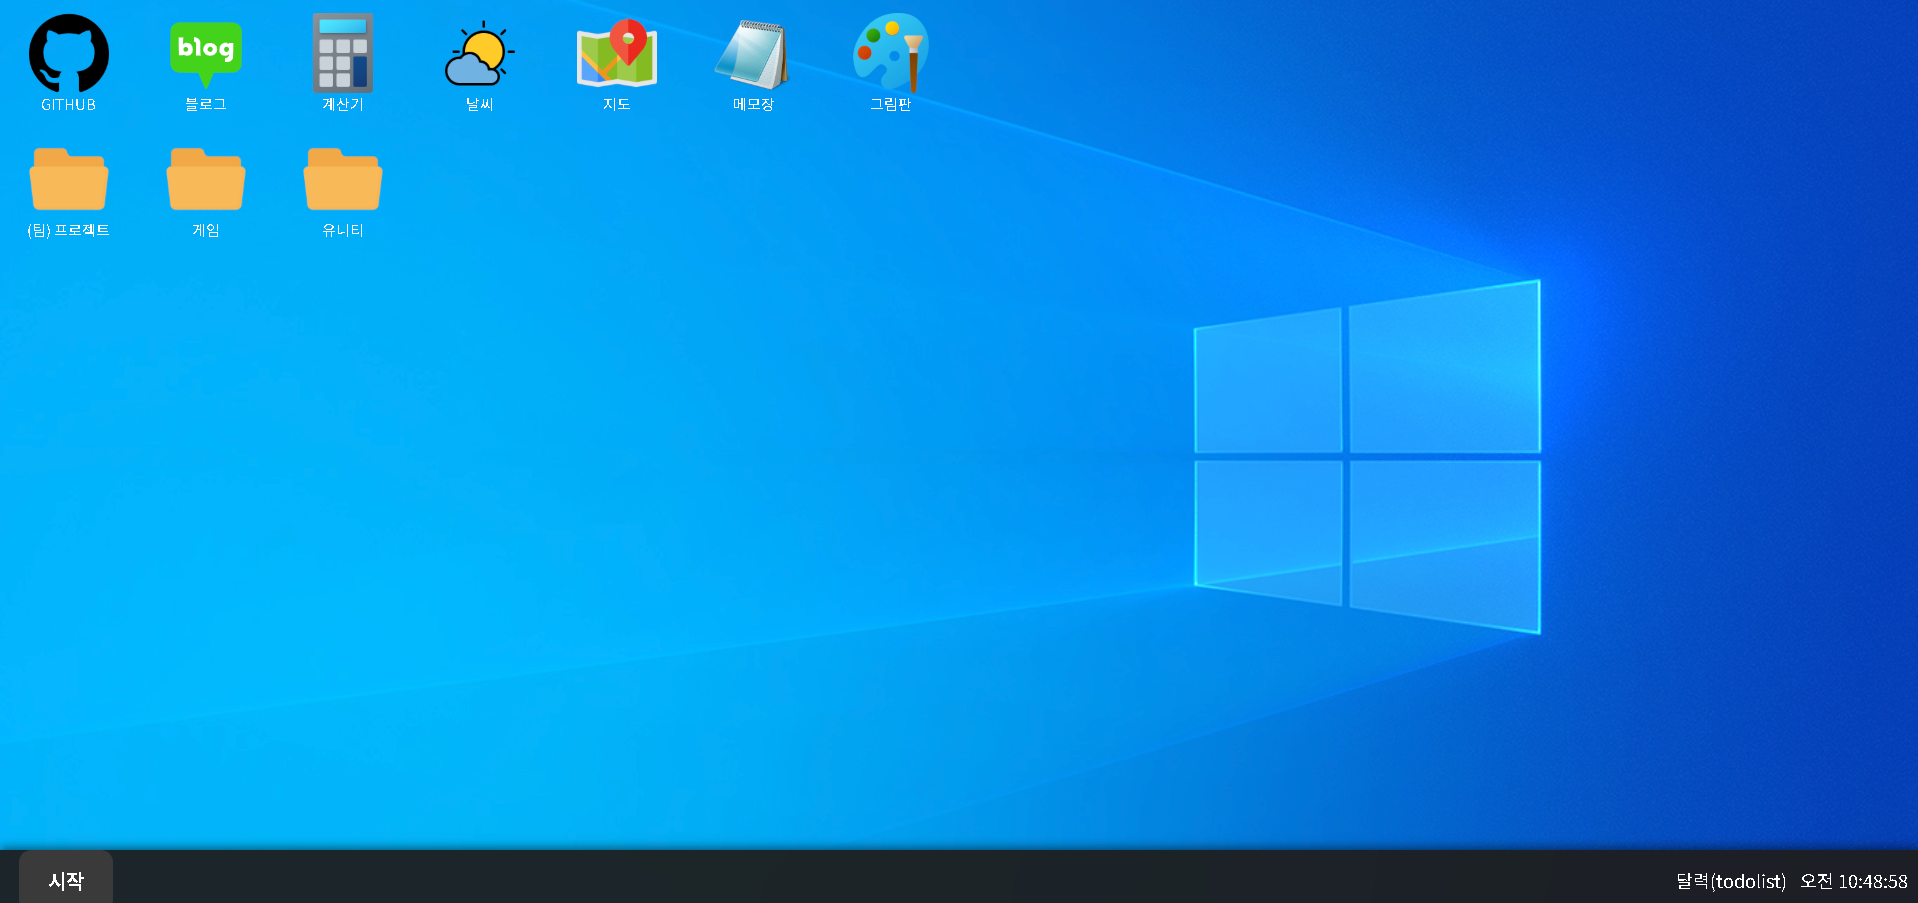 blog
GITHUB
블로그
계산기
날씨
지도
메모장
그림판
(팀) 프로젝트
게임
유니티
시작
달력(todolist)
오전 10:48:58